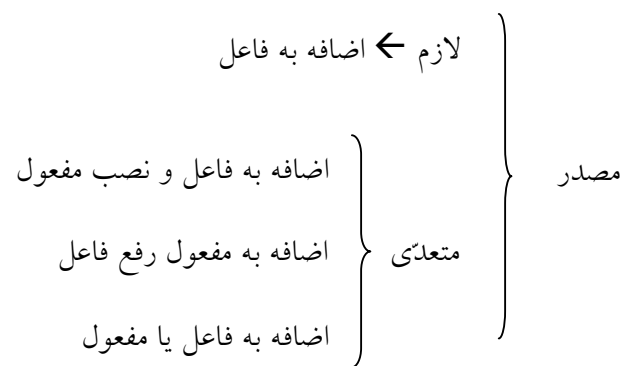 لازم ← اضافه به فاعل
اضافه به فاعل و نصب مفعول
مصدر
متعدّی
اضافه به مفعول رفع فاعل
اضافه به فاعل یا مفعول